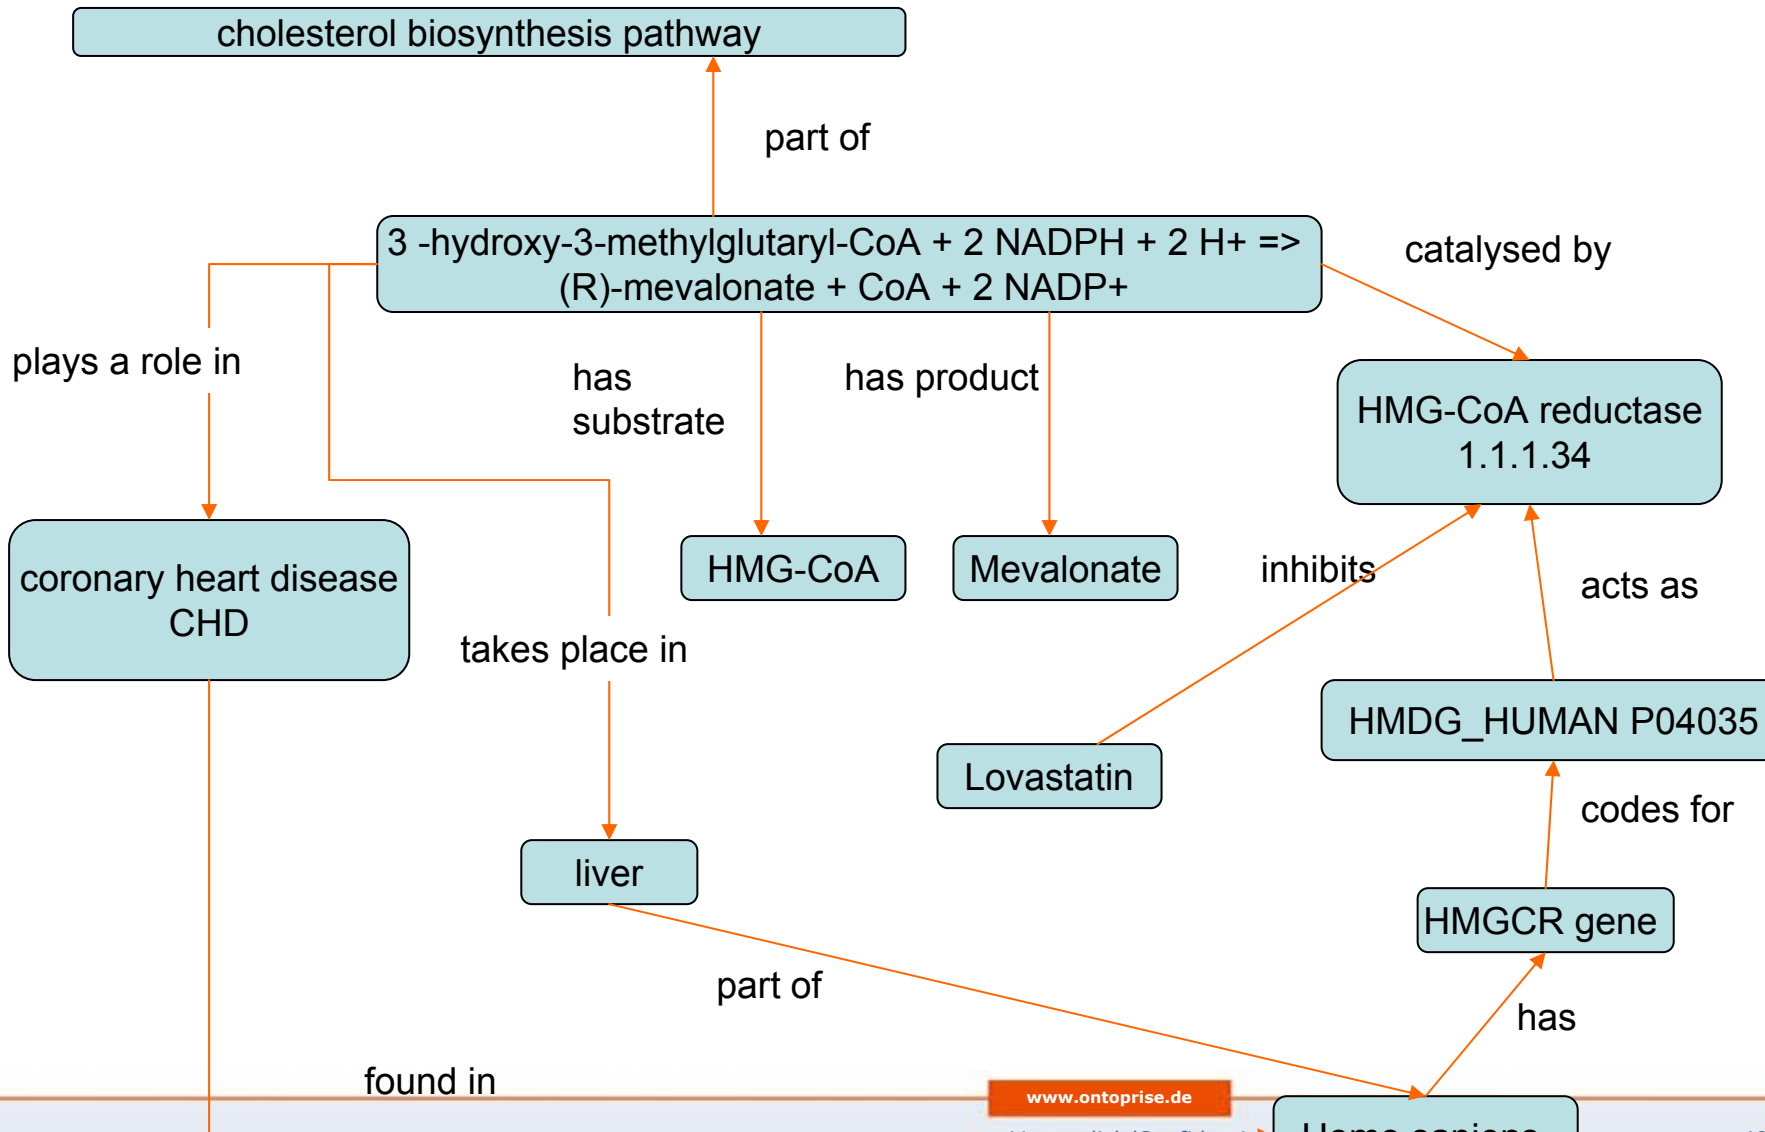 cholesterol biosynthesis pathway
part of
3 -hydroxy-3-methylglutaryl-CoA + 2 NADPH + 2 H+ =>
(R)-mevalonate + CoA + 2 NADP+
catalysed by
plays a role in
has
substrate
has product
HMG-CoA reductase
1.1.1.34
coronary heart disease
CHD
HMG-CoA
Mevalonate
inhibits
acts as
takes place in
HMDG_HUMAN P04035
Lovastatin
codes for
liver
HMGCR gene
part of
has
found in
www.ontoprise.de
Homo sapiens